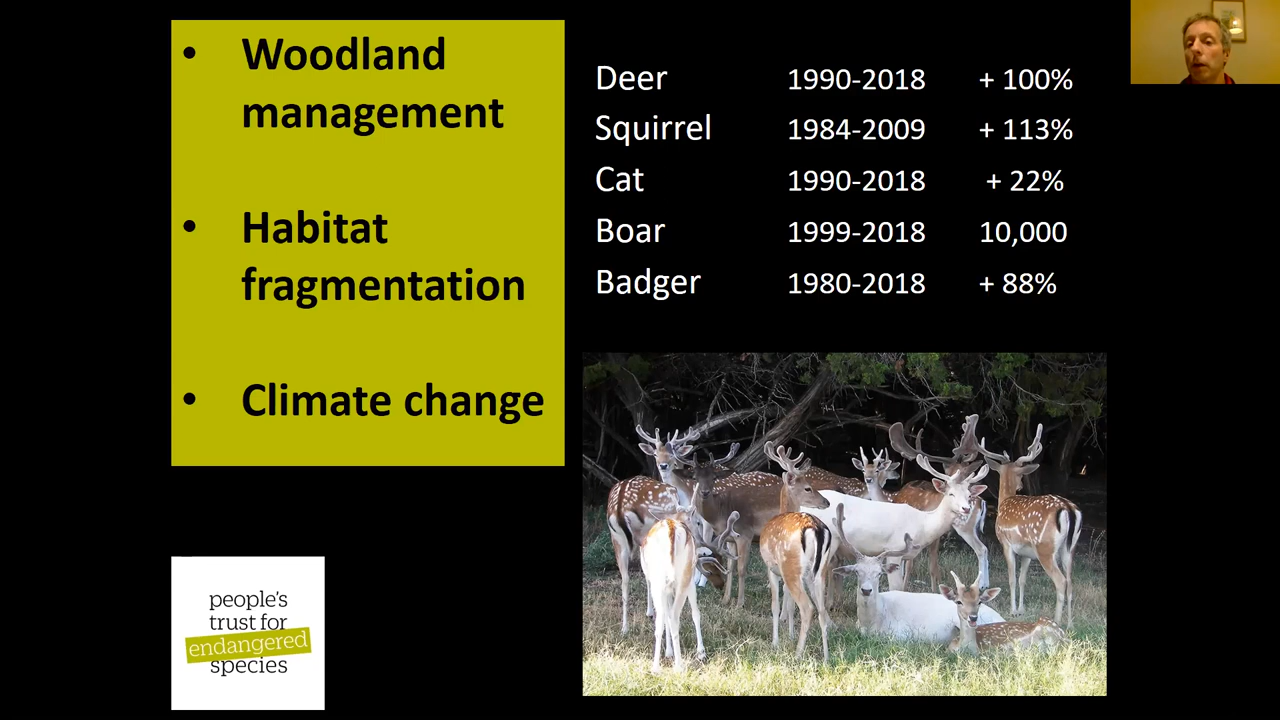 • Woodland
management
• Habitat
fragmentation
• Climate change
Deer 1990-2018 + 100%
Squirrel 1984-2009 + 113%
Cat 1990-2018 + 22%
Boar 1999-2018 10,000
Badger 1980-2018 + 88%
people's
trust for
endangered
species